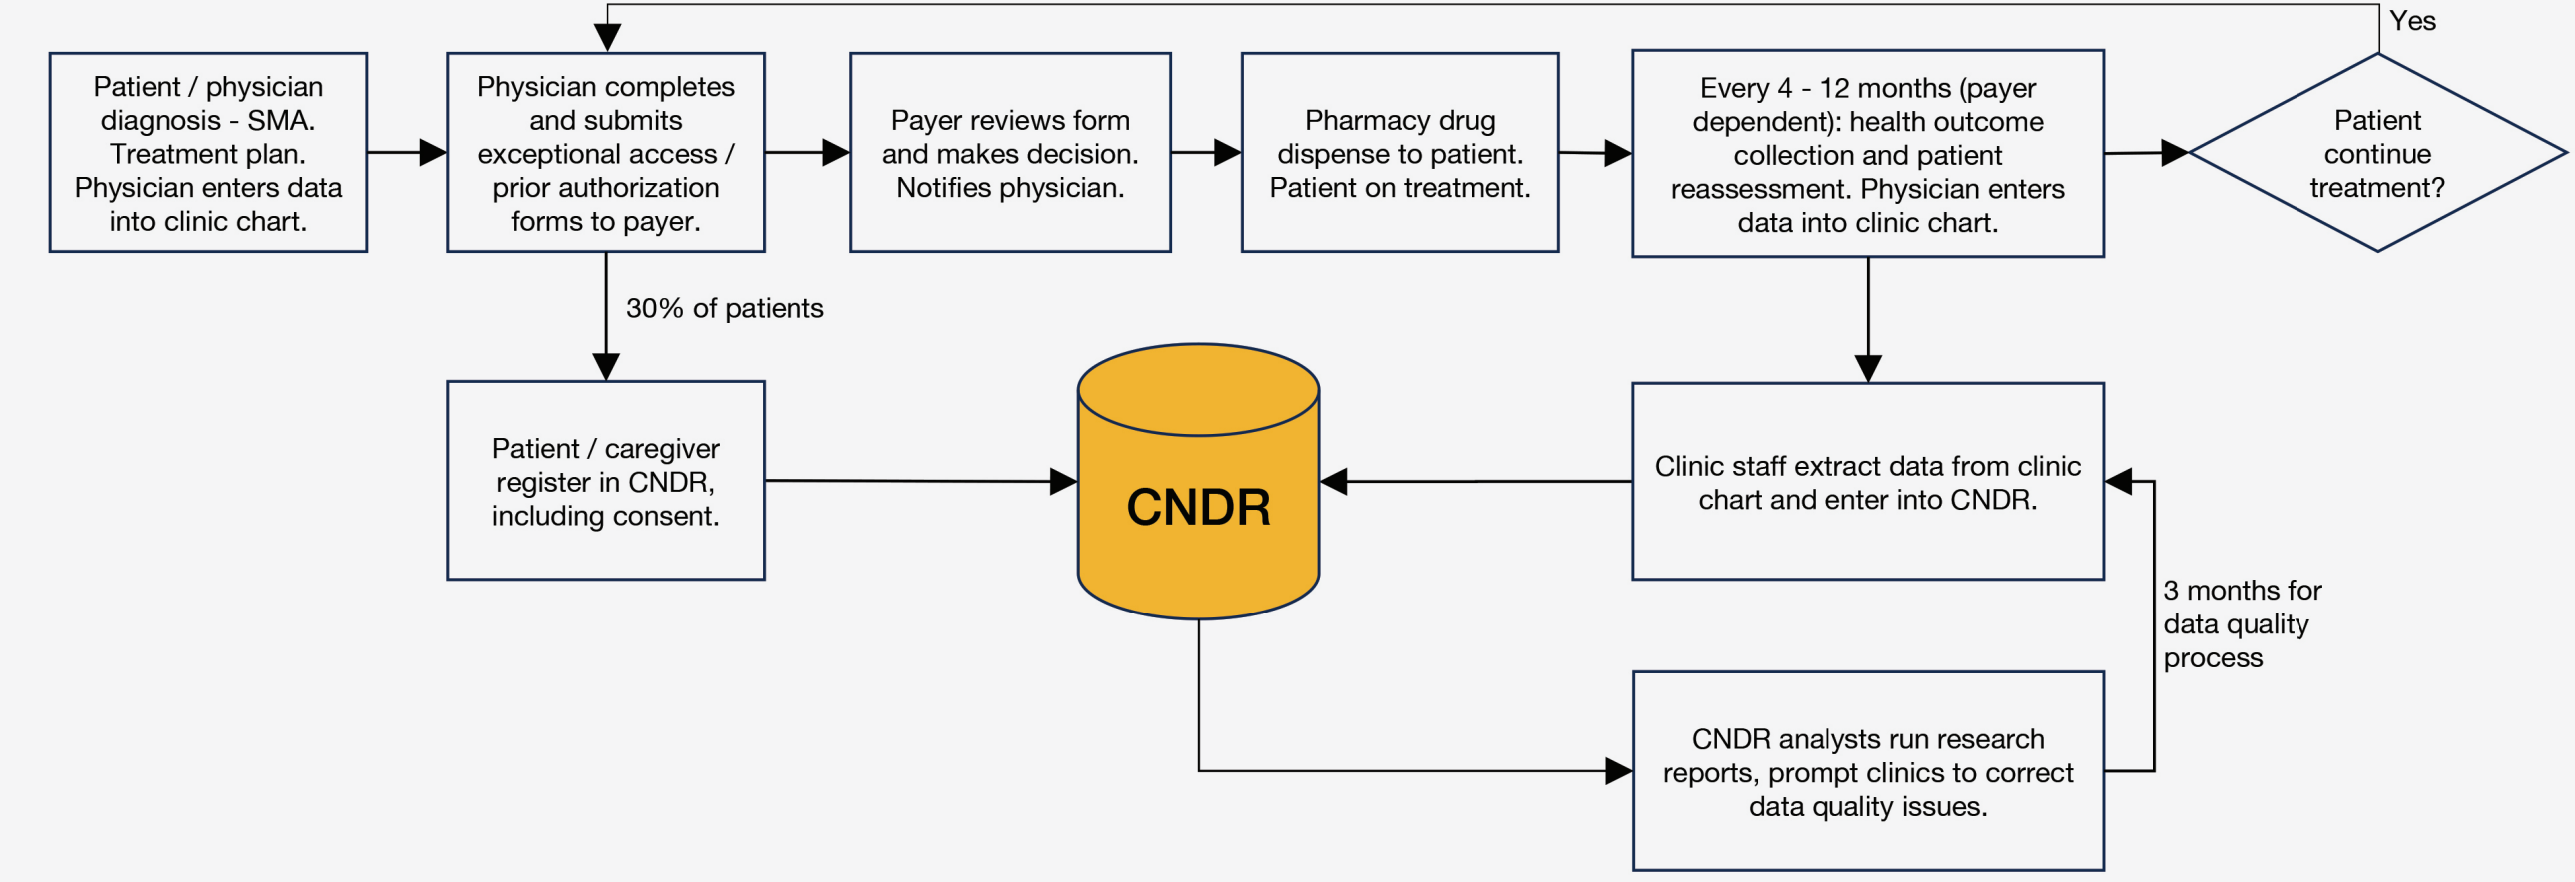 Yes
Patient / physician
diagnosis - SMA.
Treatment plan.
Physician enters data
into clinic chart.
Physician completes
and submits
exceptional access /
prior authorization
forms to payer.
Payer reviews form
and makes decision.
Notifies physician.
Pharmacy drug
dispense to patient.
Patient on treatment.
Every 4 - 12 months (payer
dependent): health outcome
collection and patient
reassessment. Physician enters
data into clinic chart.
Patient
continue
treatment?
30% of patients
Patient / caregiver
register in CNDR,
including consent.
CNDR
Clinic staff extract data from clinic
chart and enter into CNDR.
3 months for
data quality
process
CNDR analysts run research
reports, prompt clinics to correct
data quality issues.